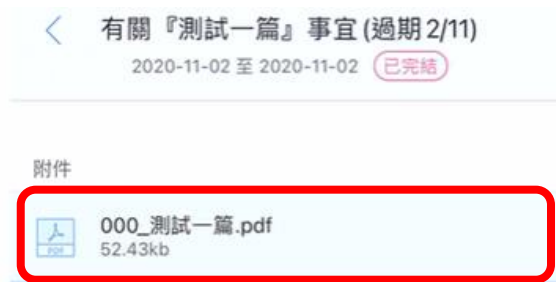 有關『測試一篇』事宜 (過期 2/11)
2020-11-02 至 2020-11-02 已完結
附件
000_測試一篇.pdf
PDF
52.43kb